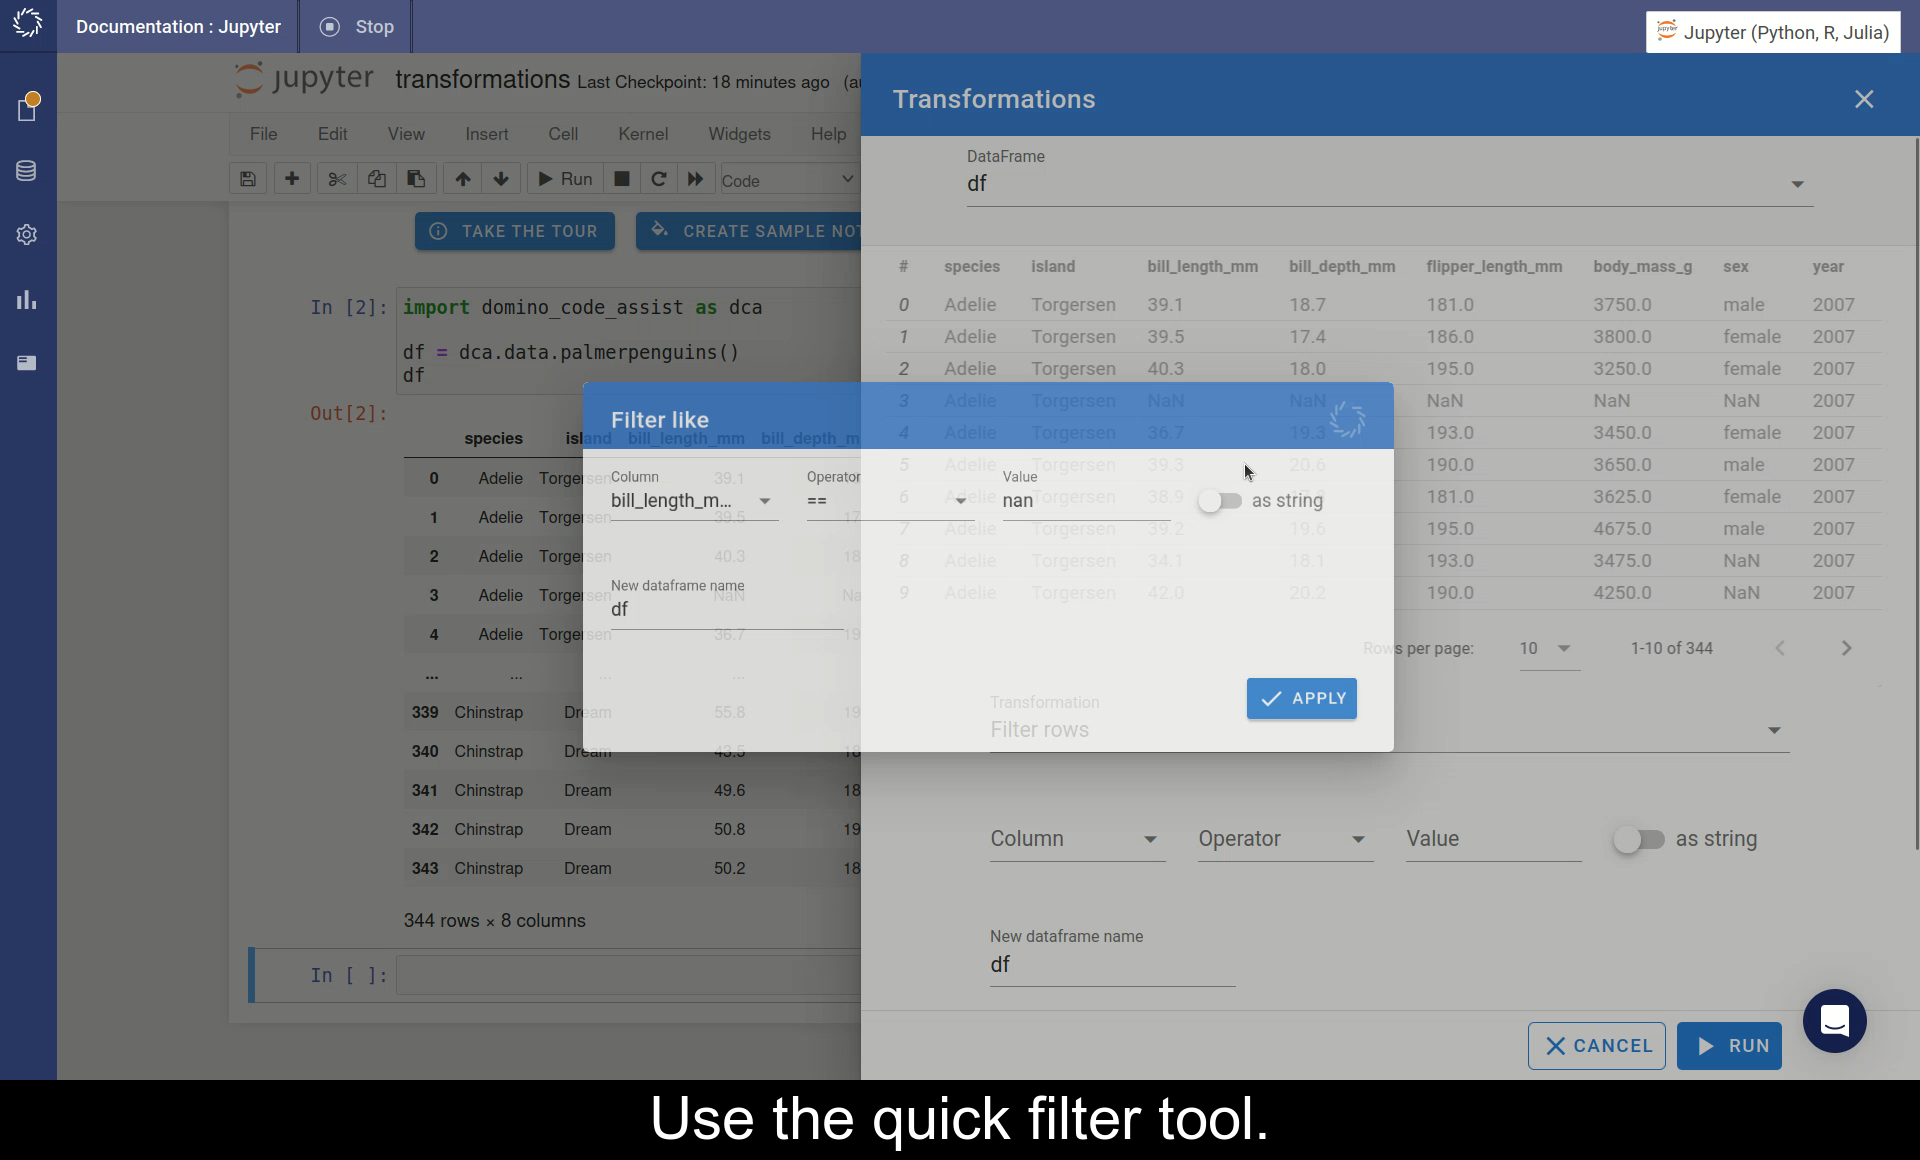 Documentation : Jupyter
Stop
Jupyter (Python, R, Julia)
jupyter transformations Last Checkpoint: 18 minutes ago (au
File Edit View Insert Cell Kernel Widgets Help
Run Code
TAKE THE TOUR
CREATE SAMPLE NOT
In [2]: import domino_code_assist as dca
df = dca.data.palmerpenguins()
df
Out[2]:
species island bill_length_mm bill_depth_m
0 Adelie Torgersen 39.1
1 Adelie Torgersen 39.5 17
2 Adelie Torgersen 40.3 18
3 Adelie Torgersen NaN Na
4 Adelie Torgersen 36.7 19
... ... ... ...
339 Chinstrap Dream 55.8 19
340 Chinstrap Dream 43.5 18
341 Chinstrap Dream 49.6 18
342 Chinstrap Dream 50.8 19
343 Chinstrap Dream 50.2 18
344 rows × 8 columns
In [ ]:
Transformations
DataFrame
df
# species island bill_length_mm bill_depth_mm flipper_length_mm body_mass_g sex year
0 Adelie Torgersen 39.1 18.7 181.0 3750.0 male 2007
1 Adelie Torgersen 39.5 17.4 186.0 3800.0 female 2007
2 Adelie Torgersen 40.3 18.0 195.0 3250.0 female 2007
3 Adelie Torgersen NaN NaN NaN NaN NaN 2007
4 Adelie Torgersen 36.7 19.3 193.0 3450.0 female 2007
5 Adelie Torgersen 39.3 20.6 190.0 3650.0 male 2007
6 Adelie Torgersen 38.9 181.0 3625.0 female 2007
7 Adelie Torgersen 39.2 19.6 195.0 4675.0 male 2007
8 Adelie Torgersen 34.1 18.1 193.0 3475.0 NaN 2007
9 Adelie Torgersen 42.0 20.2 190.0 4250.0 NaN 2007
Rows per page: 10 1-10 of 344
Transformation
Filter rows
Column Operator Value as string
New dataframe name
df
CANCEL
RUN
Filter like
Column Operator Value
bill_length_m... == nan as string
New dataframe name
df
APPLY
Use the quick filter tool.